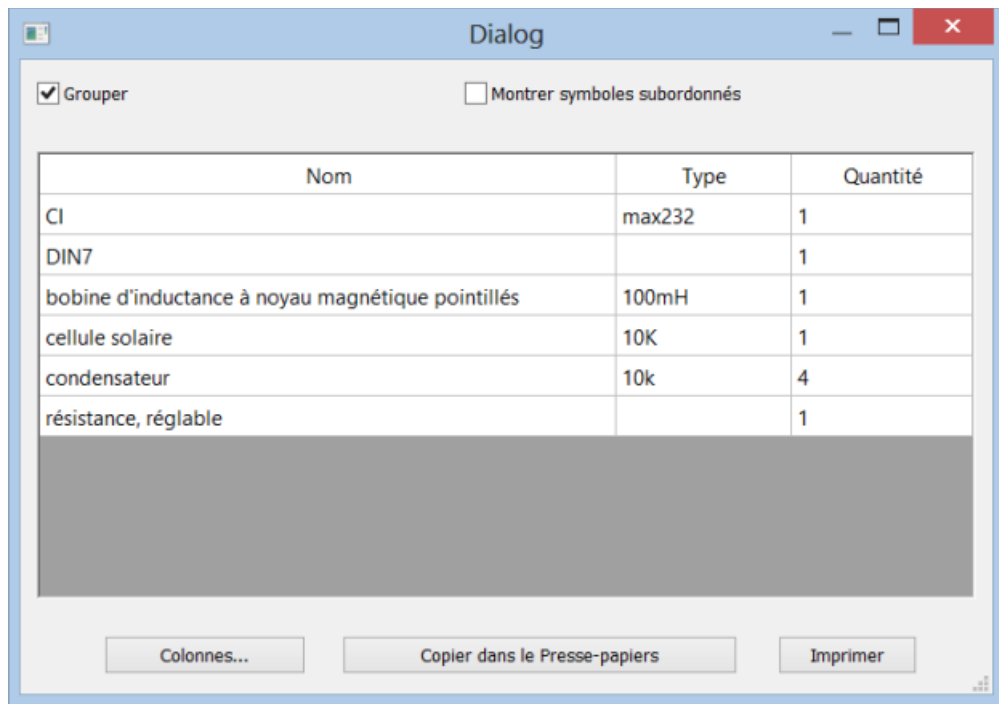 Dialog
Grouper Montrer symboles subordonnés
Nom Type Quantité
CI max232 1
DIN7 1
bobine d'inductance à noyau magnétique pointillés 100mH 1
cellule solaire 10K 1
condensateur 10k 4
résistance, réglable 1
Colonnes... Copier dans le Presse-papiers Imprimer